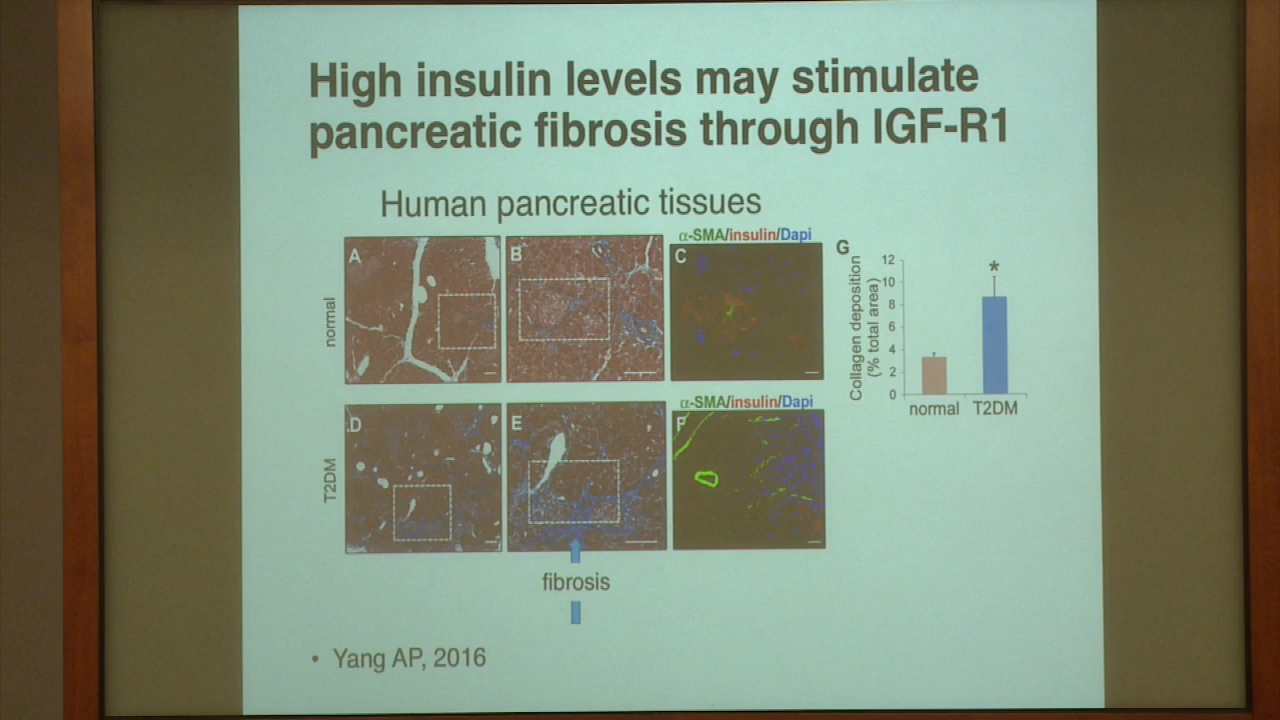 High insulin levels may stimulate
pancreatic fibrosis through IGF-R1
Human pancreatic tissues
normal
A
B
α-SMA/insulin/Dapi
C
T2DM
D
E
α-SMA/insulin/Dapi
F
fibrosis
G
Collagen deposition
(% total area)
12
10
8
6
4
2
0
*
normal T2DM
• Yang AP, 2016